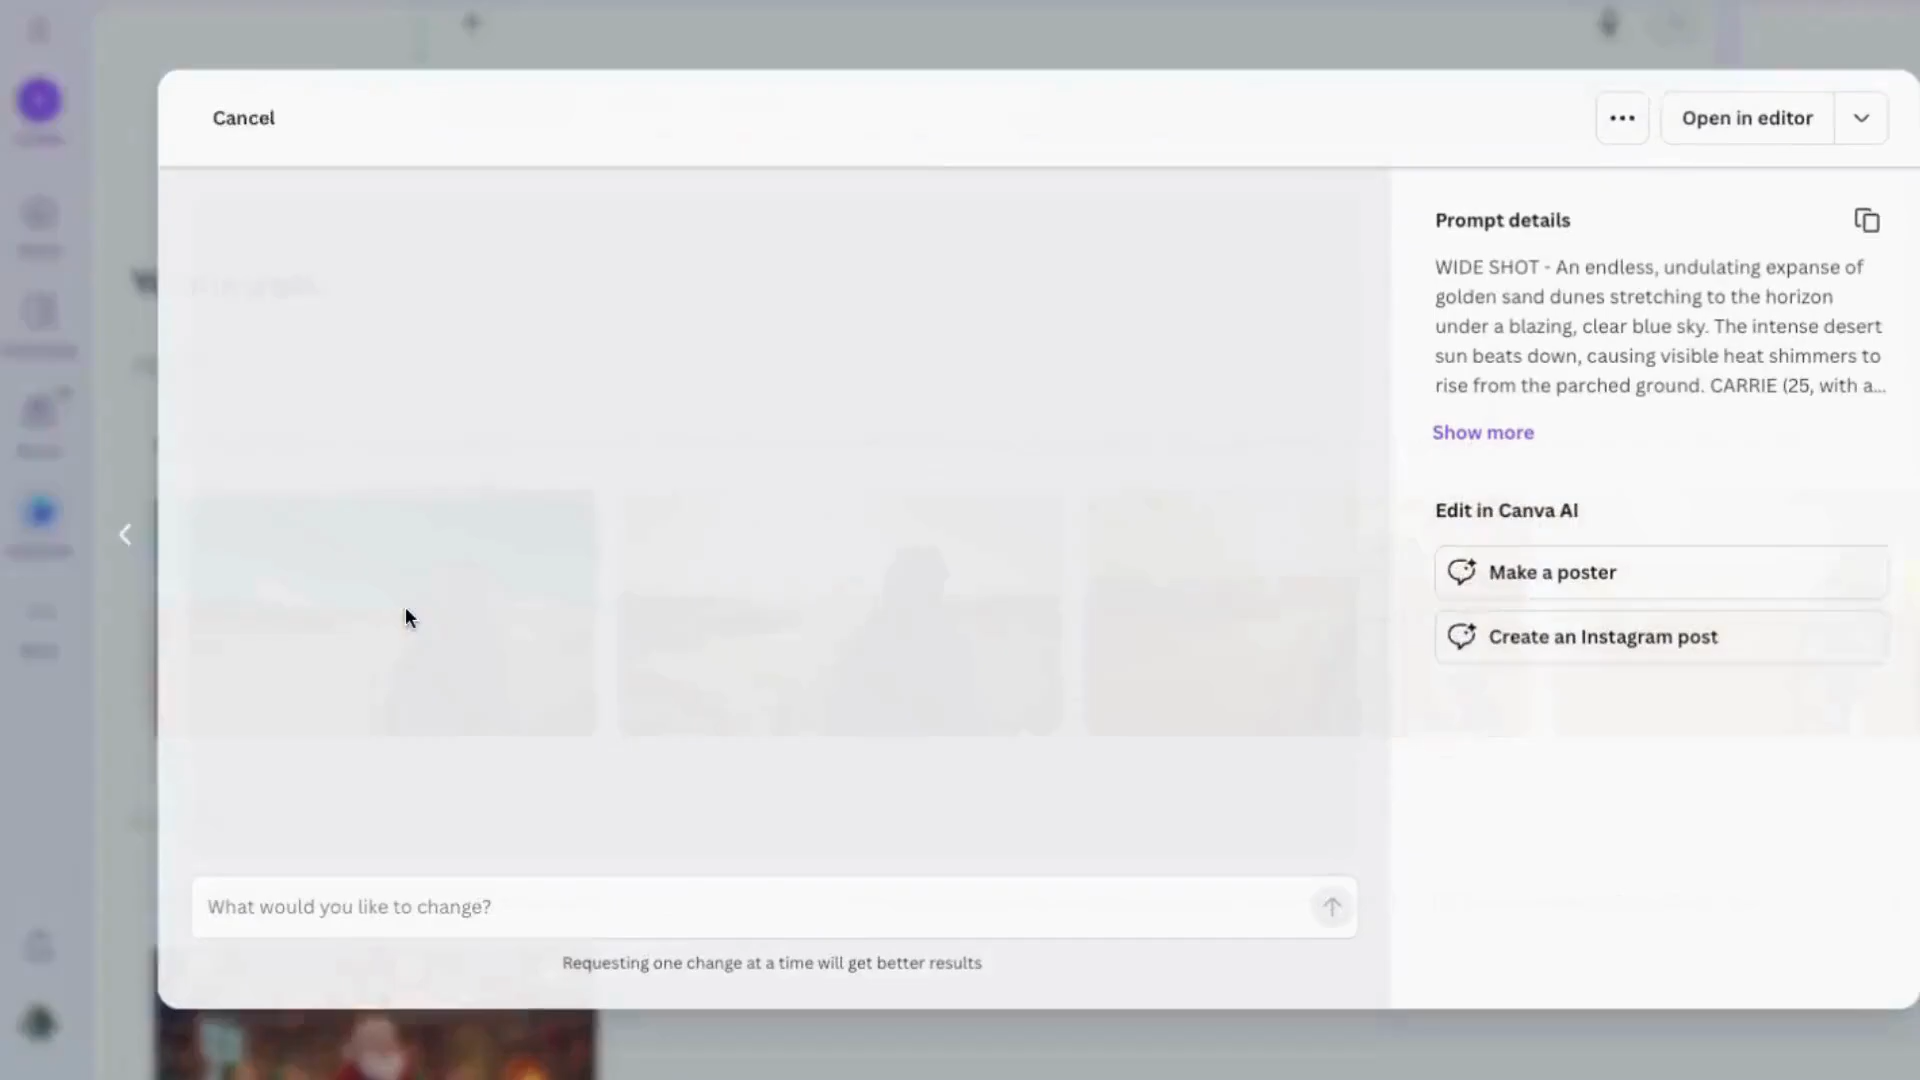 Cancel
Open in editor
Prompt details
WIDE SHOT - An endless, undulating expanse of
golden sand dunes stretching to the horizon
under a blazing, clear blue sky. The intense desert
sun beats down, causing visible heat shimmers to
rise from the parched ground. CARRIE (25, with a...
Show more
Edit in Canva AI
Make a poster
Create an Instagram post
What would you like to change?
Requesting one change at a time will get better results